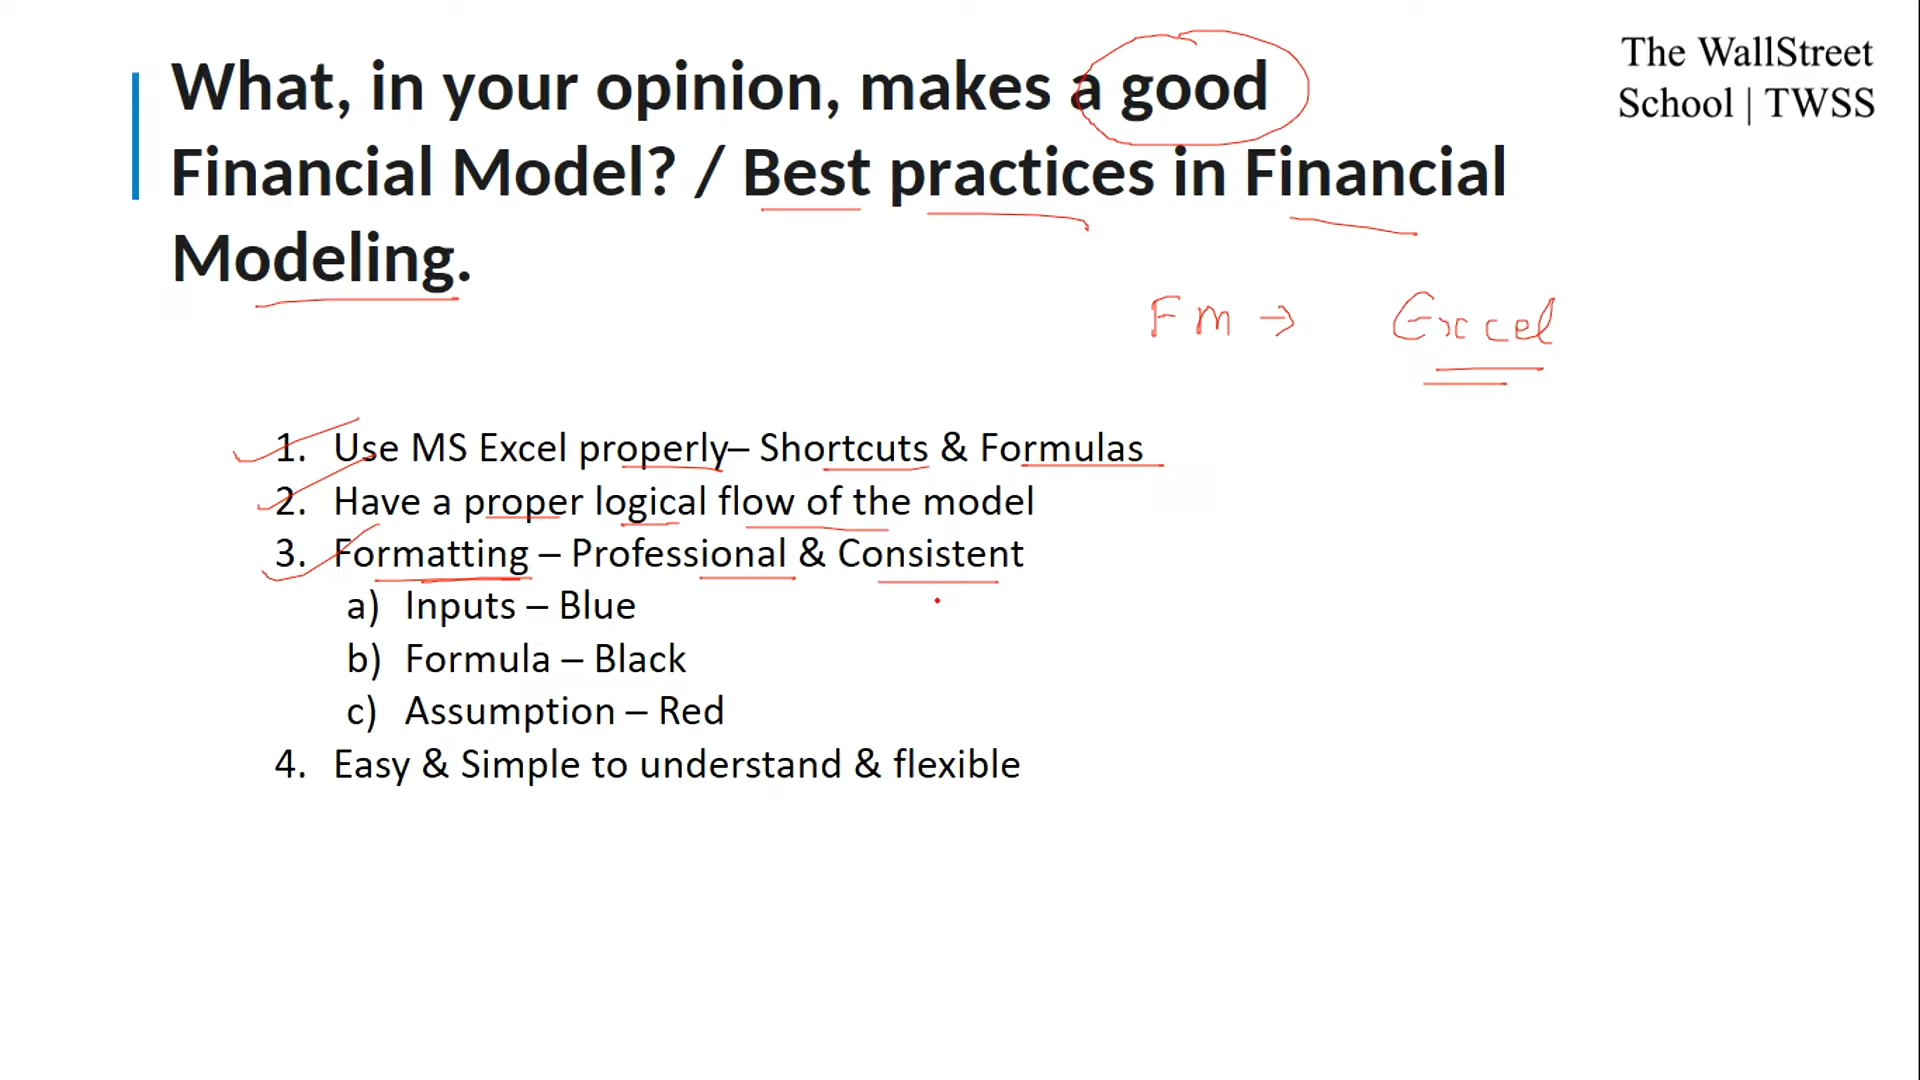 What, in your opinion, makes a good
Financial Model? / Best practices in Financial
Modeling.
The WallStreet
School | TWSS
Fm → Excel
1. Use MS Excel properly– Shortcuts & Formulas
2. Have a proper logical flow of the model
3. Formatting – Professional & Consistent
a) Inputs – Blue
b) Formula – Black
c) Assumption – Red
4. Easy & Simple to understand & flexible